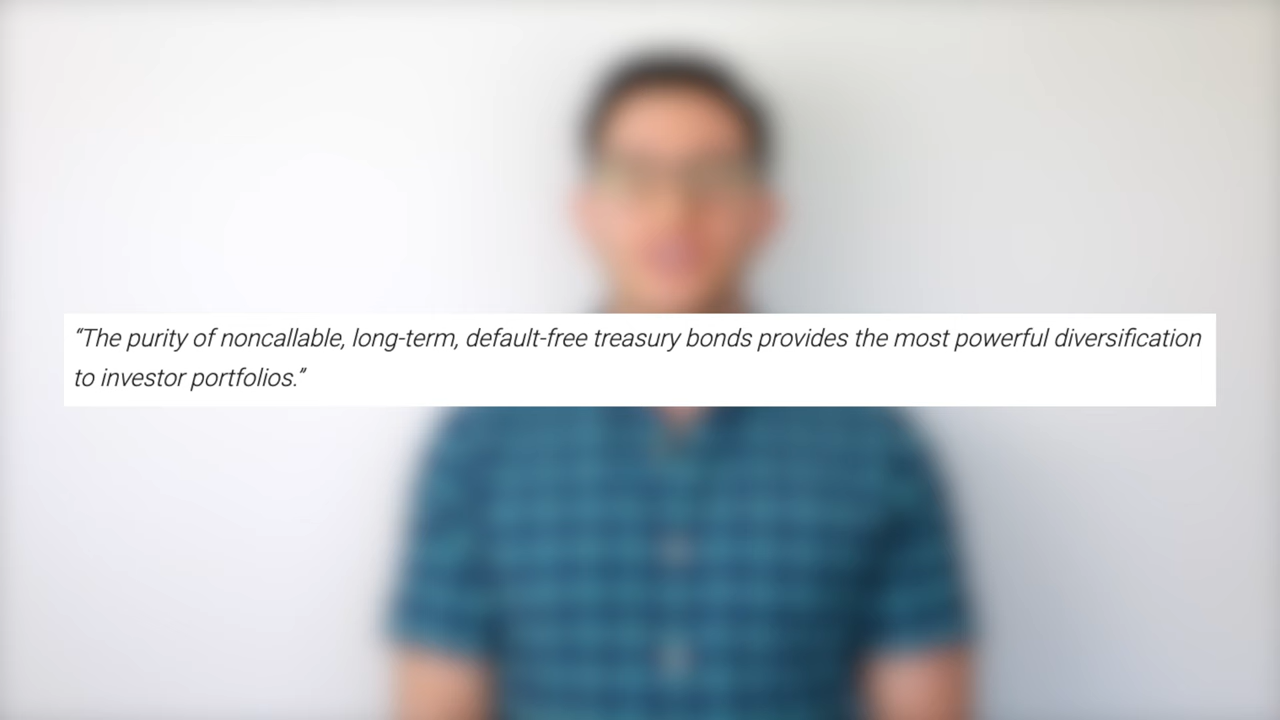 “The purity of noncallable, long-term, default-free treasury bonds provides the most powerful diversification
to investor portfolios.”